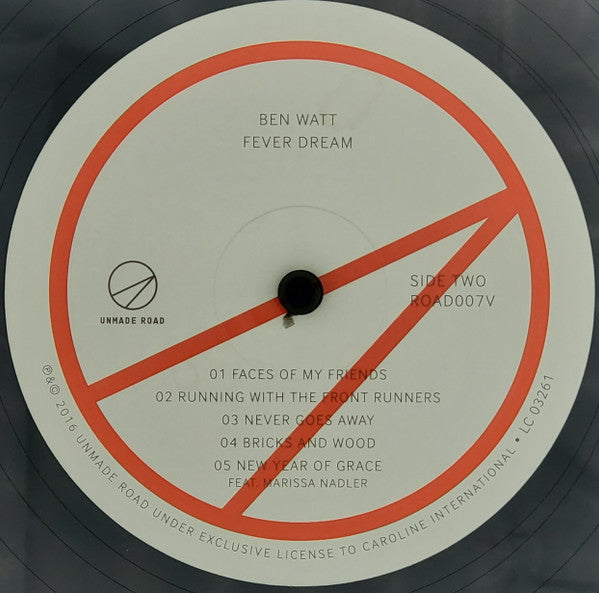 BEN WATT
FEVER DREAM
SIDE TWO
ROAD007V
UNMADE ROAD
01 FACES OF MY FRIENDS
02 RUNNING WITH THE FRONT RUNNERS
03 NEVER GOES AWAY
04 BRICKS AND WOOD
05 NEW YEAR OF GRACE
FEAT. MARISSA NADLER
℗&© 2016 UNMADE ROAD UNDER EXCLUSIVE LICENSE TO CAROLINE INTERNATIONAL • LC 03261